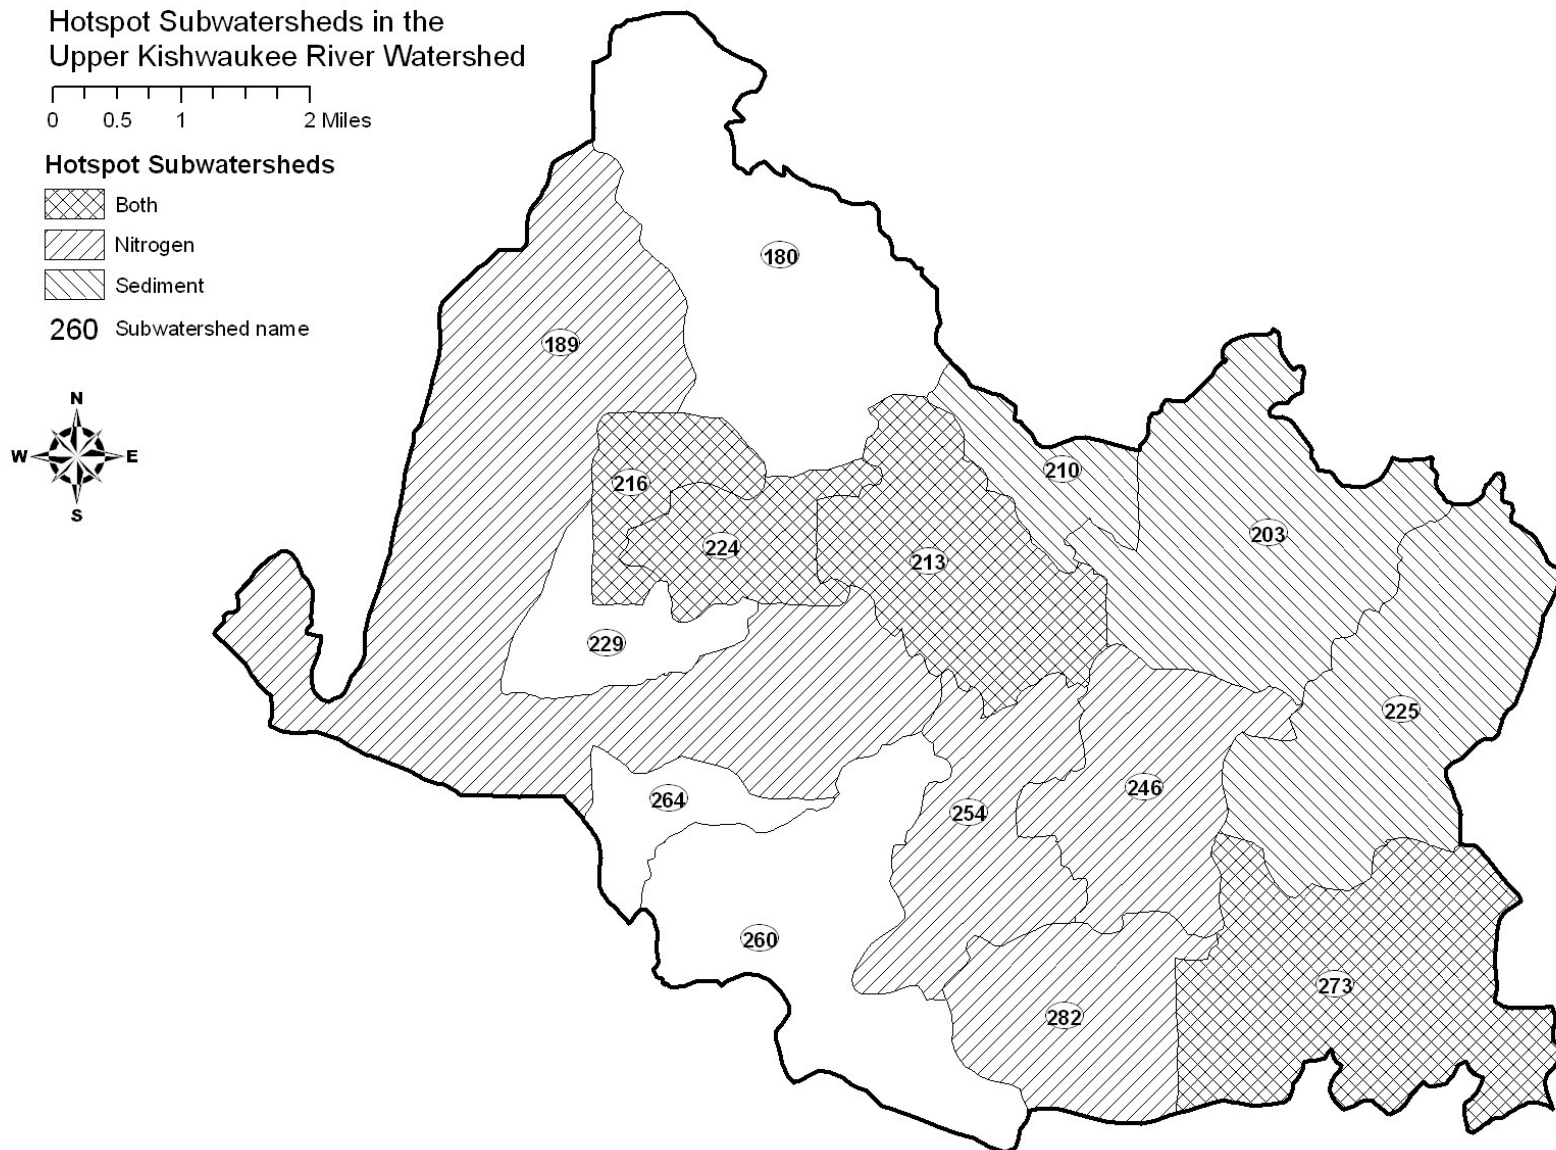 Hotspot Subwatersheds in the
Upper Kishwaukee River Watershed
0 0.5 1 2 Miles
Hotspot Subwatersheds
Both
Nitrogen
Sediment
260 Subwatershed name
N
W E
S
180
189
210
216
203
224
213
229
225
246
264
254
260
273
282